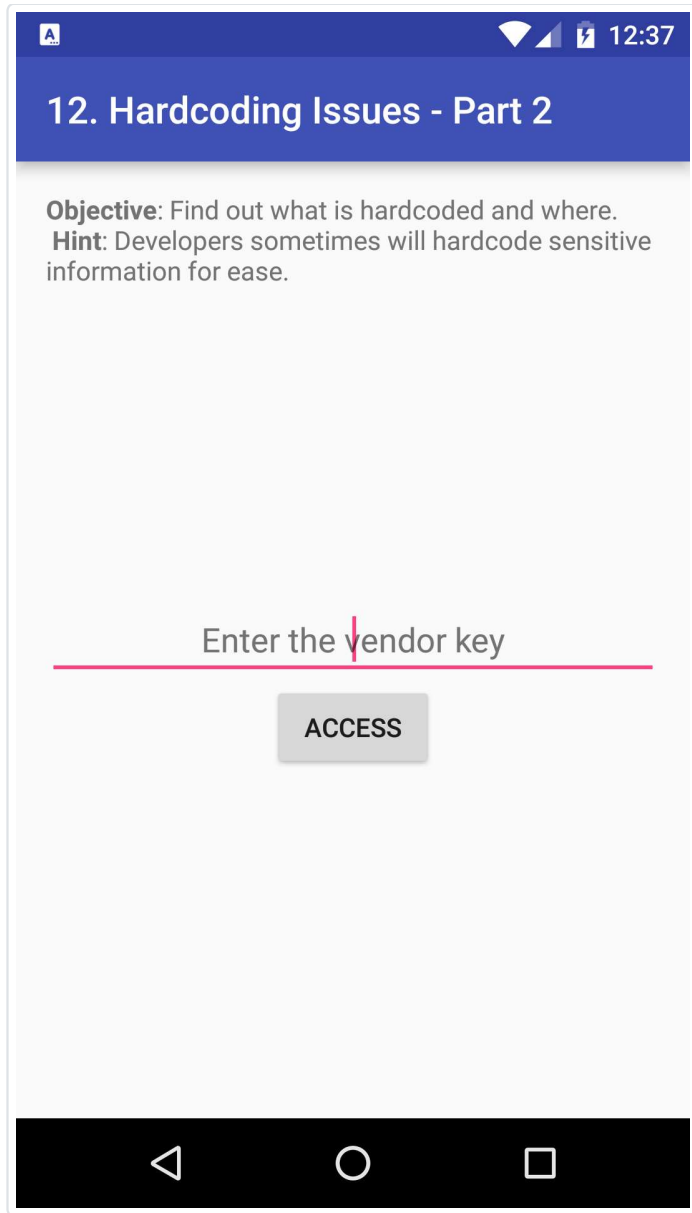 A
12:37
12. Hardcoding Issues - Part 2
Objective: Find out what is hardcoded and where.
Hint: Developers sometimes will hardcode sensitive
information for ease.
Enter the vendor key
ACCESS